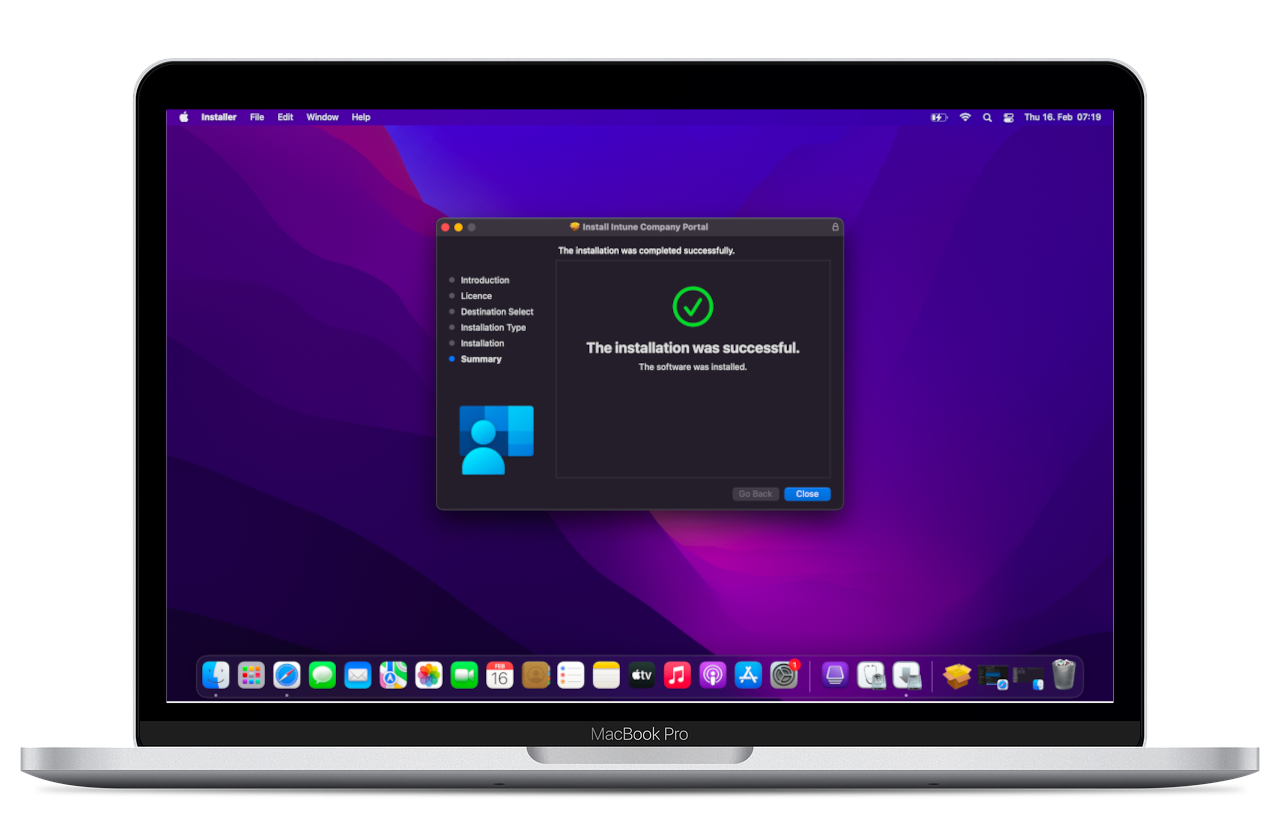 Installer File Edit Window Help
Thu 16. Feb 07:19
Install Intune Company Portal
The installation was completed successfully.
Introduction
Licence
Destination Select
Installation Type
Installation
Summary
The installation was successful.
The software was installed.
Go Back Close
FEB
16
tv
1
MacBook Pro